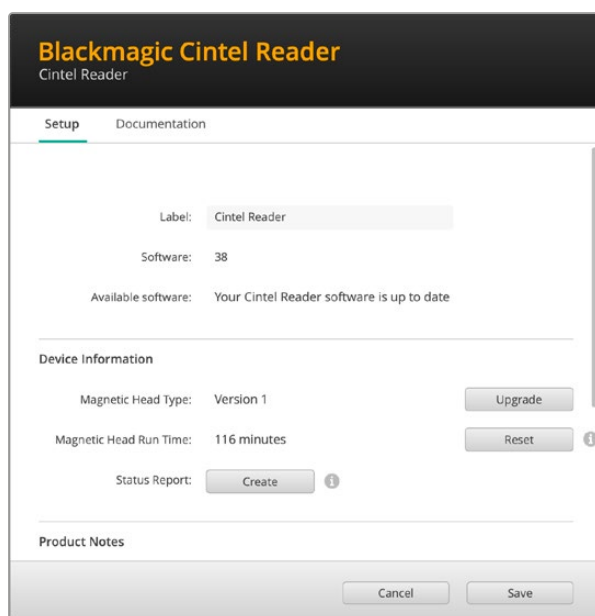 Blackmagic Cintel Reader
Cintel Reader
Setup Documentation
Label: Cintel Reader
Software: 38
Available software: Your Cintel Reader software is up to date
Device Information
Magnetic Head Type: Version 1 Upgrade
Magnetic Head Run Time: 116 minutes Reset
Status Report: Create
Product Notes
Cancel Save